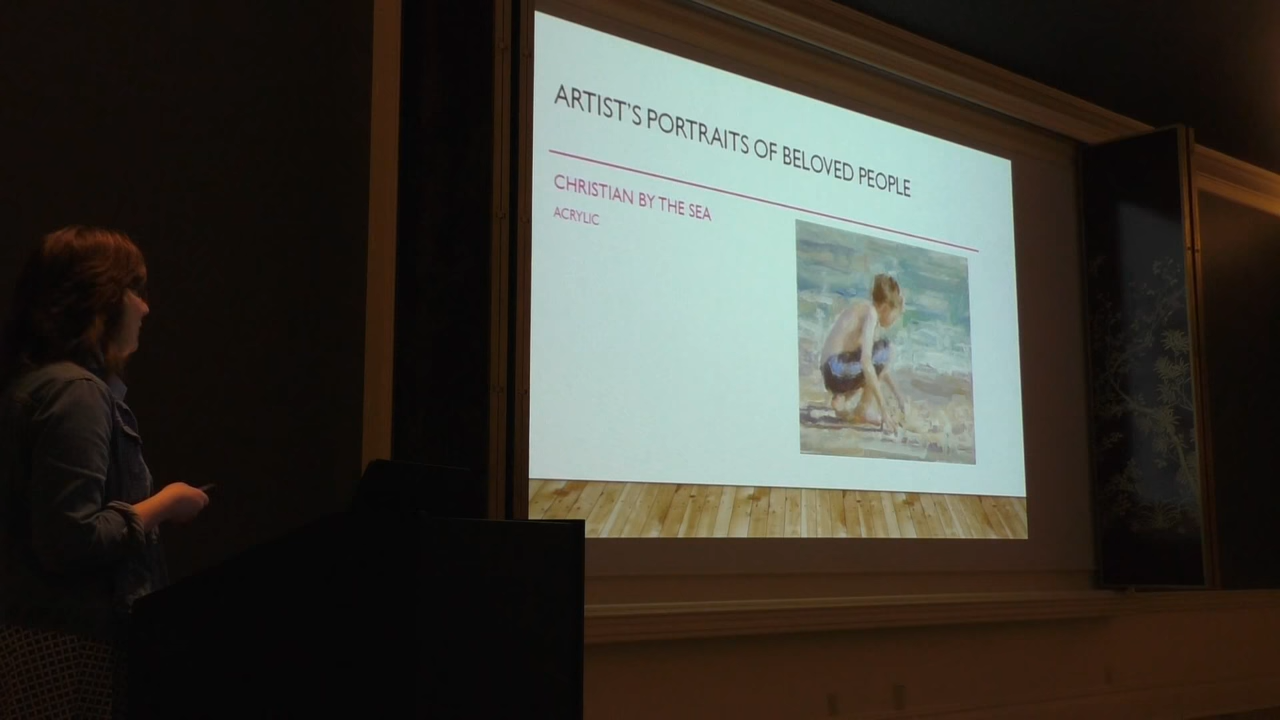 ARTIST'S PORTRAITS OF BELOVED PEOPLE
CHRISTIAN BY THE SEA
ACRYLIC